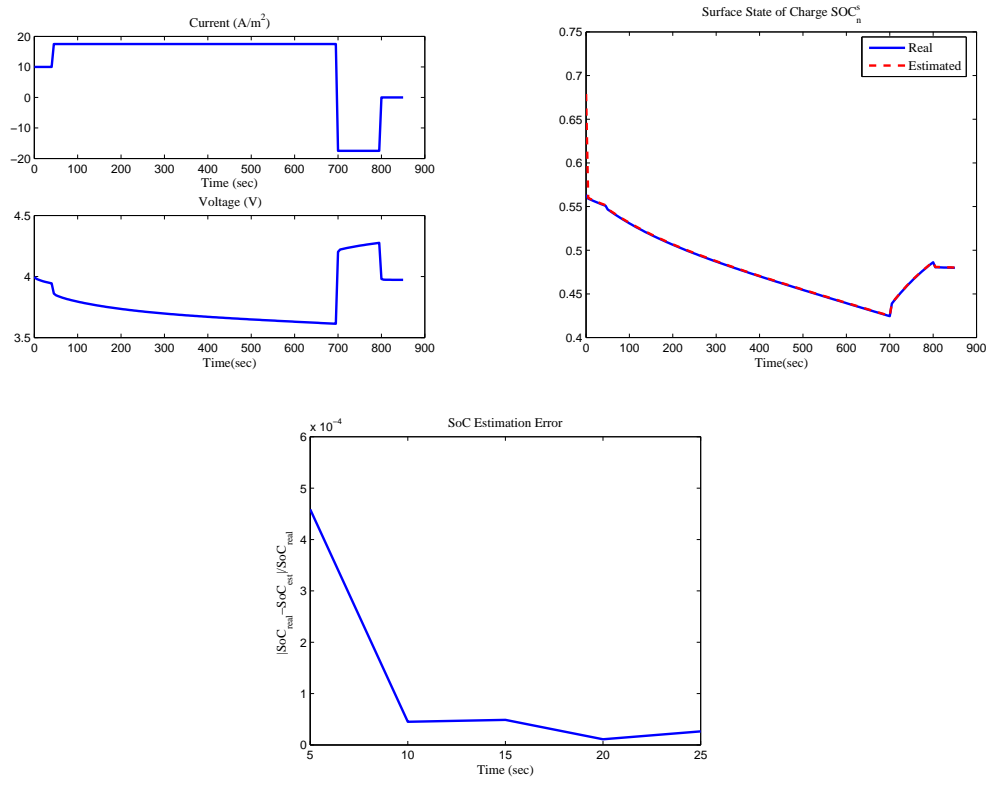 Current (A/m²)
20
10
0
−10
−20
0 100 200 300 400 500 600 700 800 900
Time (sec)
Voltage (V)
4.5
4
3.5
0 100 200 300 400 500 600 700 800 900
Time(sec)
Surface State of Charge SOCₙˢ
0.75
0.7
0.65
0.6
0.55
0.5
0.45
0.4
Real
Estimated
0 100 200 300 400 500 600 700 800 900
Time(sec)
SoC Estimation Error
x 10⁻⁴
6
5
4
3
2
1
0
|SoC_real−SoC_est|/SoC_real
5 10 15 20 25
Time (sec)